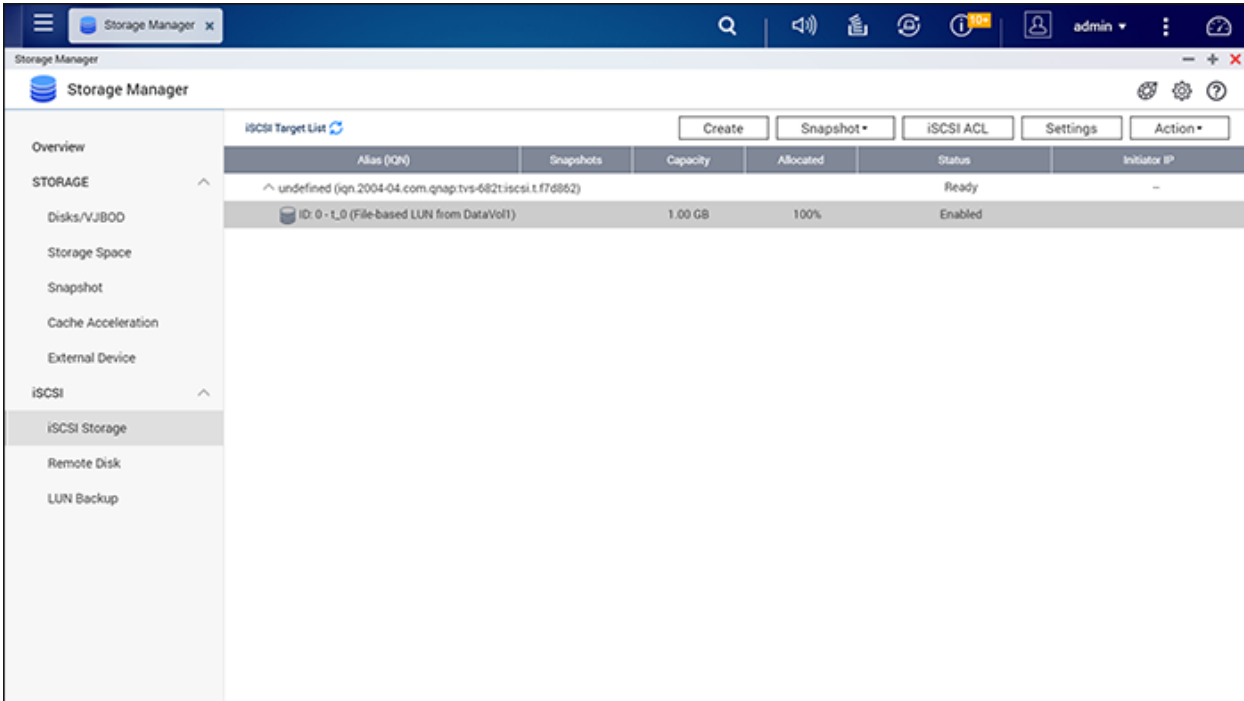 Storage Manager x
10+
admin
Storage Manager
Storage Manager
iSCSI Target List
Create
Snapshot
iSCSI ACL
Settings
Action
Overview
STORAGE
Disks/VJBOD
Storage Space
Snapshot
Cache Acceleration
External Device
iSCSI
iSCSI Storage
Remote Disk
LUN Backup
Alias (IQN) Snapshots Capacity Allocated Status Initiator IP
undefined (iqn.2004-04.com.qnap:tvs-682t:iscsi.t.f7d862) Ready --
ID: 0 - t_0 (File-based LUN from DataVol1) 1.00 GB 100% Enabled